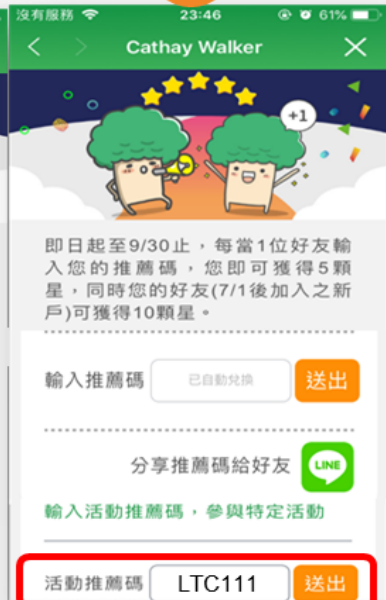 沒有服務 23:46 61%
Cathay Walker
+1
即日起至9/30止，每當1位好友輸
入您的推薦碼，您即可獲得5顆
星，同時您的好友(7/1後加入之新
戶)可獲得10顆星。
輸入推薦碼 已自動兌換 送出
分享推薦碼給好友 LINE
輸入活動推薦碼，參與特定活動
活動推薦碼 LTC111 送出